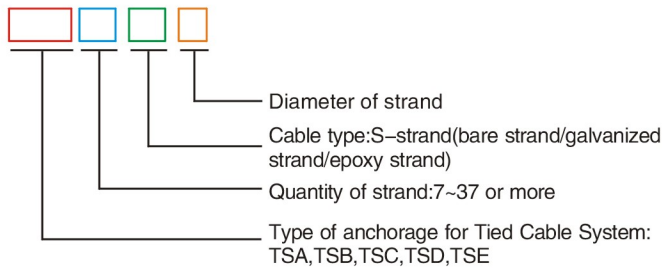 Diameter of strand
Cable type:S-strand(bare strand/galvanized
strand/epoxy strand)
Quantity of strand:7~37 or more
Type of anchorage for Tied Cable System:
TSA,TSB,TSC,TSD,TSE